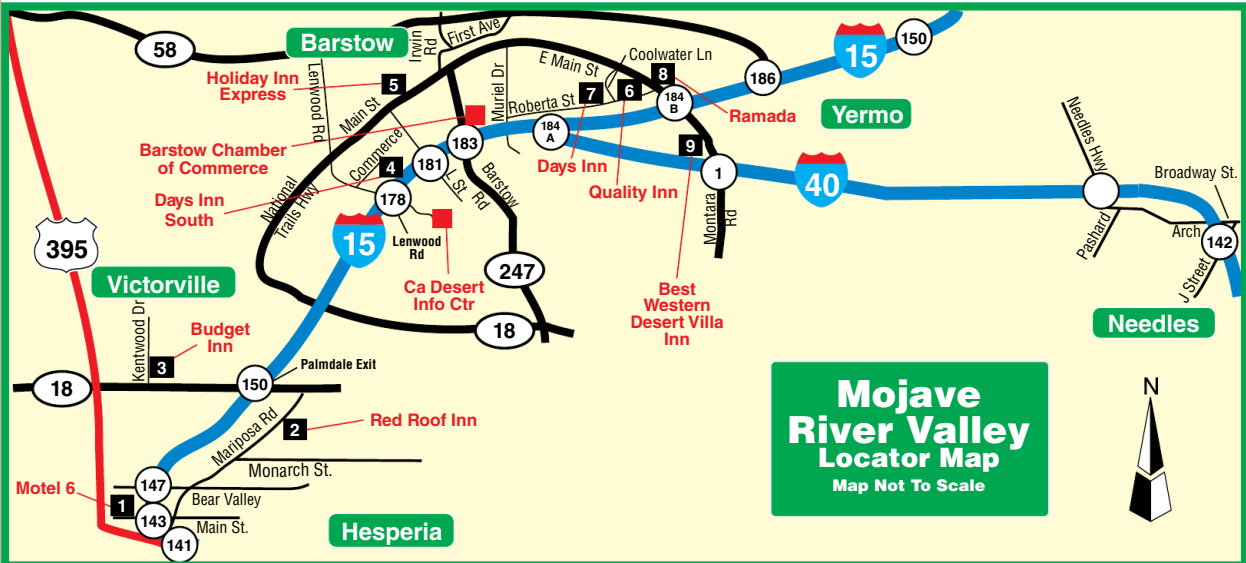 58
Barstow
Irwin
Rd
First Ave
Coolwater Ln
E Main St
186
15
150
Holiday Inn
Express
5
Lenwood Rd
Main St
Muriel Dr
Roberta St
7
6
8
184
B
Ramada
Yermo
Needles Hwy
Barstow Chamber
of Commerce
Commerce
4
181
183
184
A
Days Inn
Quality Inn
9
1
40
Broadway St.
Days Inn
South
National
Trails Hwy
178
L St
Barstow
Rd
Montara
Rd
Pashard
Arch
142
J Street
395
15
Lenwood
Rd
Ca Desert
Info Ctr
247
Best
Western
Desert Villa
Inn
Victorville
Needles
Kentwood Dr
Budget
Inn
3
18
18
150
Palmdale Exit
Mojave
River Valley
Locator Map
Map Not To Scale
N
Mariposa Rd
2
Red Roof Inn
Monarch St.
147
Motel 6
1
Bear Valley
143
Main St.
141
Hesperia